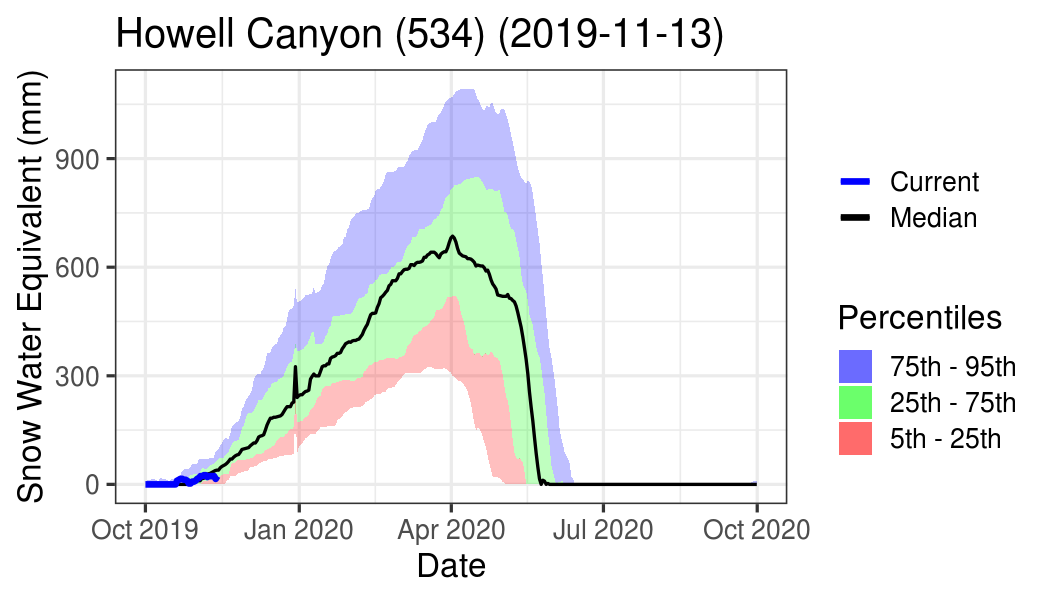 Howell Canyon (534) (2019-11-13)
Snow Water Equivalent (mm)
900
600
300
0
Oct 2019
Jan 2020
Apr 2020
Jul 2020
Oct 2020
Date
Current
Median
Percentiles
75th - 95th
25th - 75th
5th - 25th